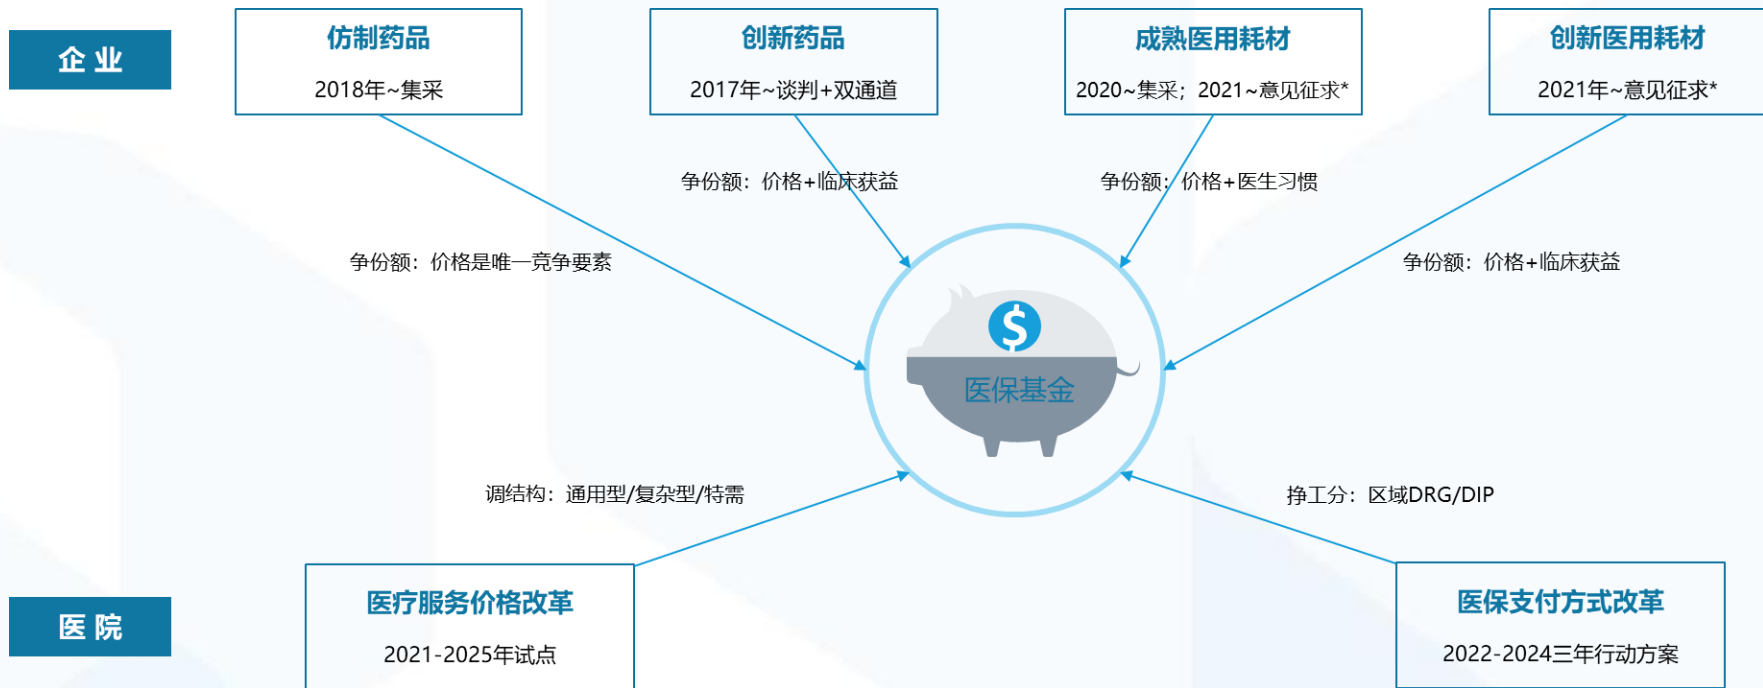 企业
仿制药品
2018年~集采
创新药品
2017年~谈判+双通道
成熟医用耗材
2020~集采；2021~意见征求*
创新医用耗材
2021年~意见征求*
争份额：价格+临床获益
争份额：价格+医生习惯
争份额：价格是唯一竞争要素
争份额：价格+临床获益
$
医保基金
调结构：通用型/复杂型/特需
挣工分：区域DRG/DIP
医院
医疗服务价格改革
2021-2025年试点
医保支付方式改革
2022-2024三年行动方案